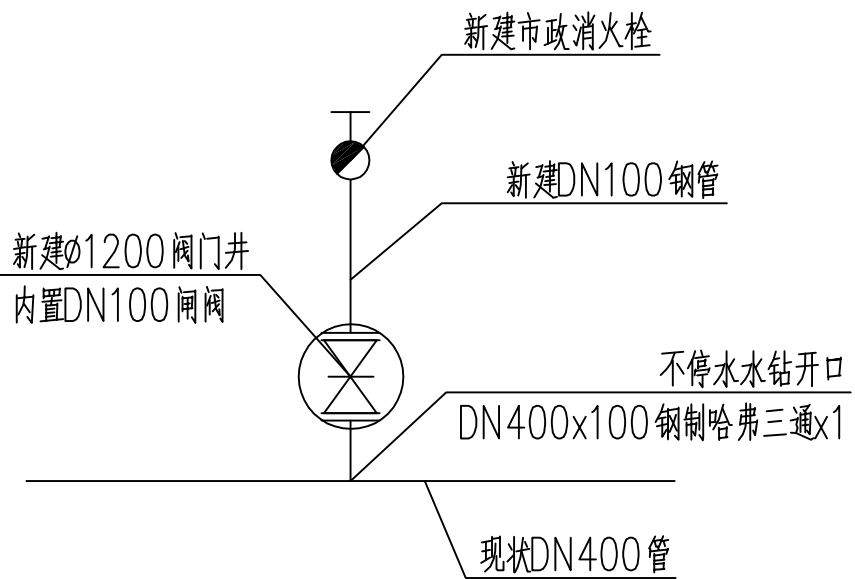 新建市政消火栓
新建DN100钢管
新建ø1200阀门井
内置DN100闸阀
不停水水钻开口
DN400x100钢制哈弗三通x1
现状DN400管